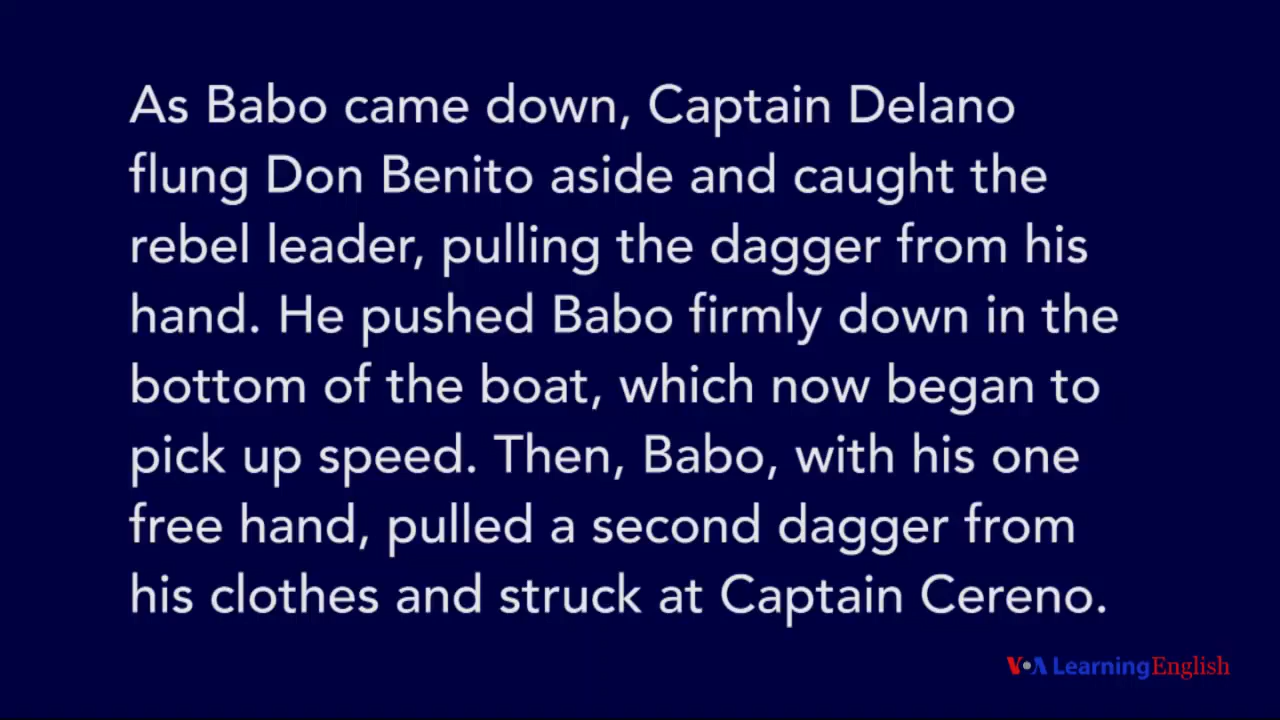 As Babo came down, Captain Delano
flung Don Benito aside and caught the
rebel leader, pulling the dagger from his
hand. He pushed Babo firmly down in the
bottom of the boat, which now began to
pick up speed. Then, Babo, with his one
free hand, pulled a second dagger from
his clothes and struck at Captain Cereno.
VOA LearningEnglish